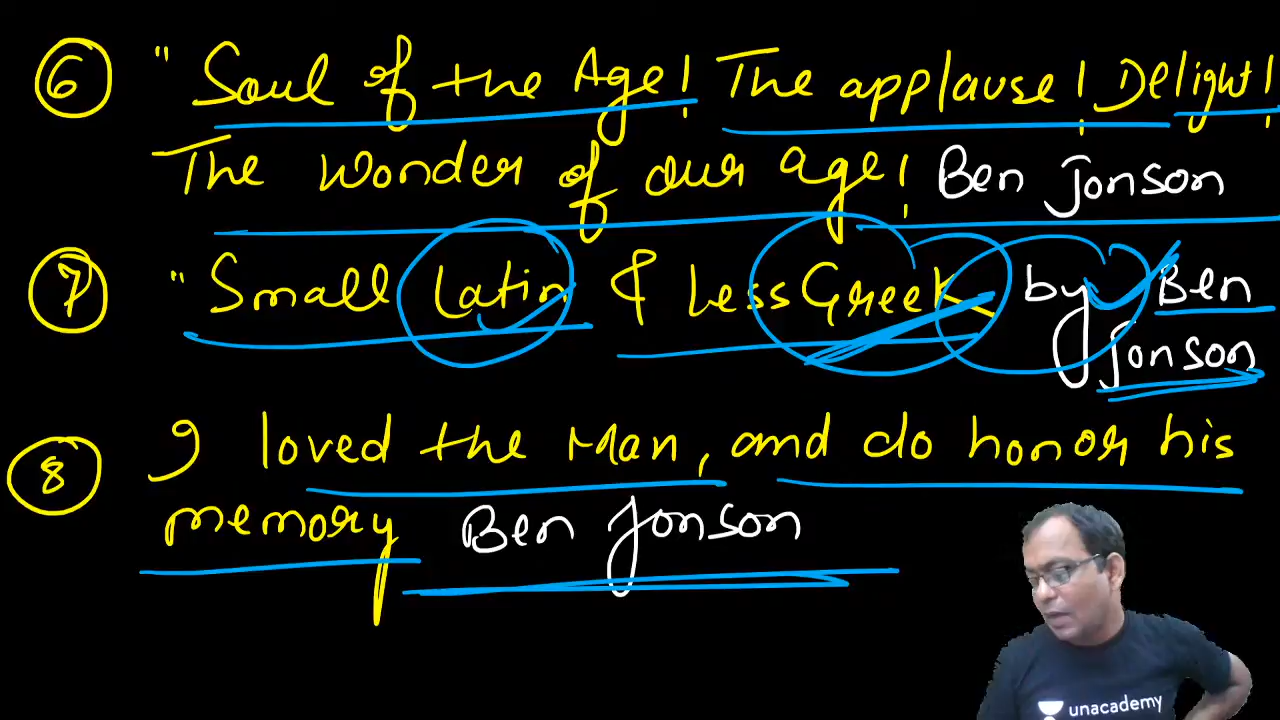 6 "Soul of the Age! The applause! Delight!
The wonder of our age! Ben Jonson
7 "Small Latin & Less Greek by Ben
Jonson
8 I loved the Man, and do honor his
memory Ben Jonson
unacademy